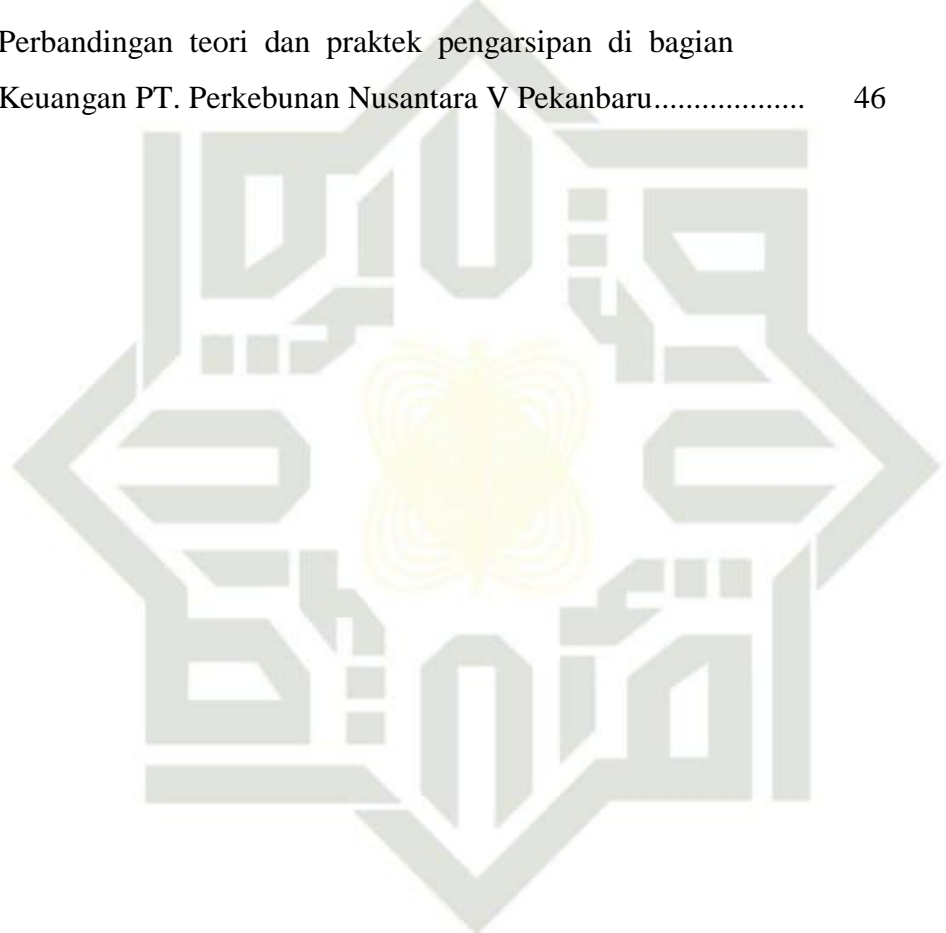 Perbandingan teori dan praktek pengarsipan di bagian
Keuangan PT. Perkebunan Nusantara V Pekanbaru................... 46